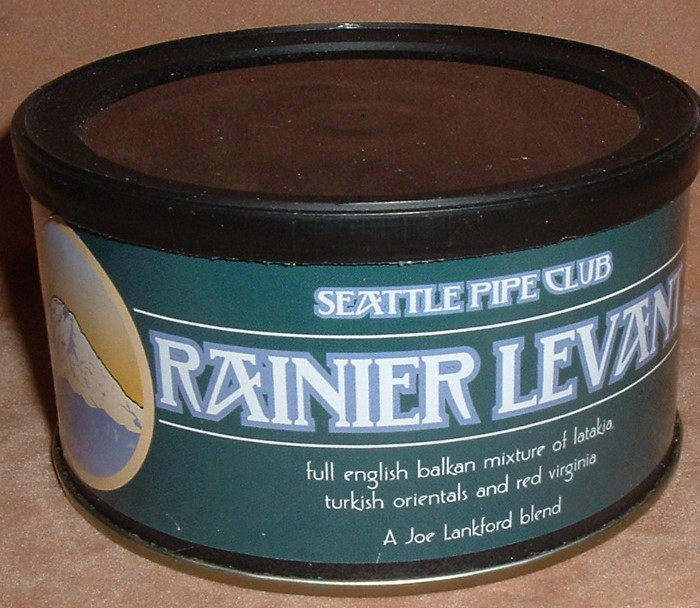 SEATTLE PIPE CLUB
RAINIER LEVANT
full english balkan mixture of latakia,
turkish orientals and red virginia
A Joe Lankford blend